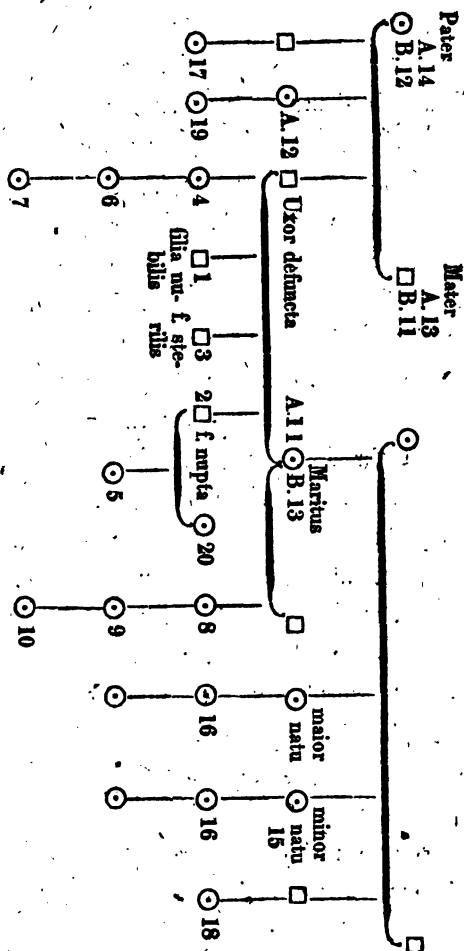 Pater
A. 14
B. 12
Mater
A. 13
B. 11
A. 12
Uxor defuncta
Maritus
A. 11
B. 13
maior
natu
minor
natu
15
17
19
4
1
filia nu-
bilis
3
f. ste-
rilis
2
f. nupta
20
8
16
16
18
6
5
9
7
10